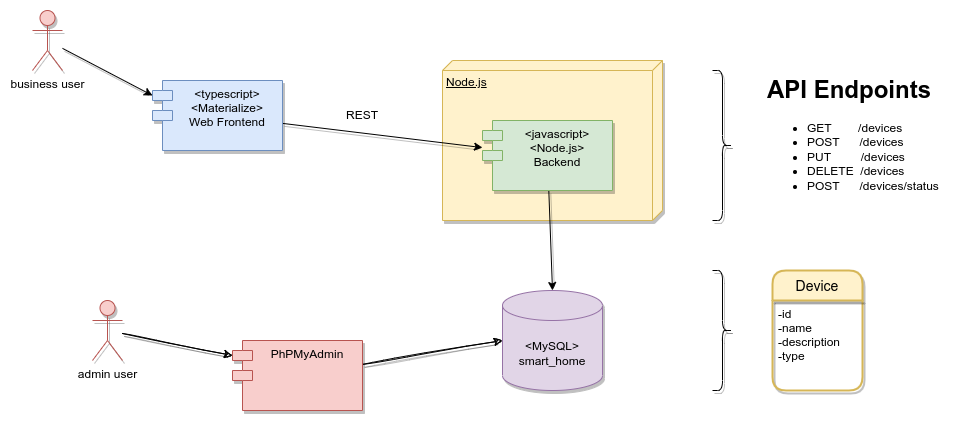 business user
<typescript>
<Materialize>
Web Frontend
REST
Node.js
<javascript>
<Node.js>
Backend
API Endpoints
GET /devices
POST /devices
PUT /devices
DELETE /devices
POST /devices/status
admin user
PhPMyAdmin
<MySQL>
smart_home
Device
-id
-name
-description
-type